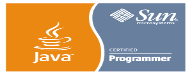 Sun
microsystems
Java
CERTIFIED
Programmer